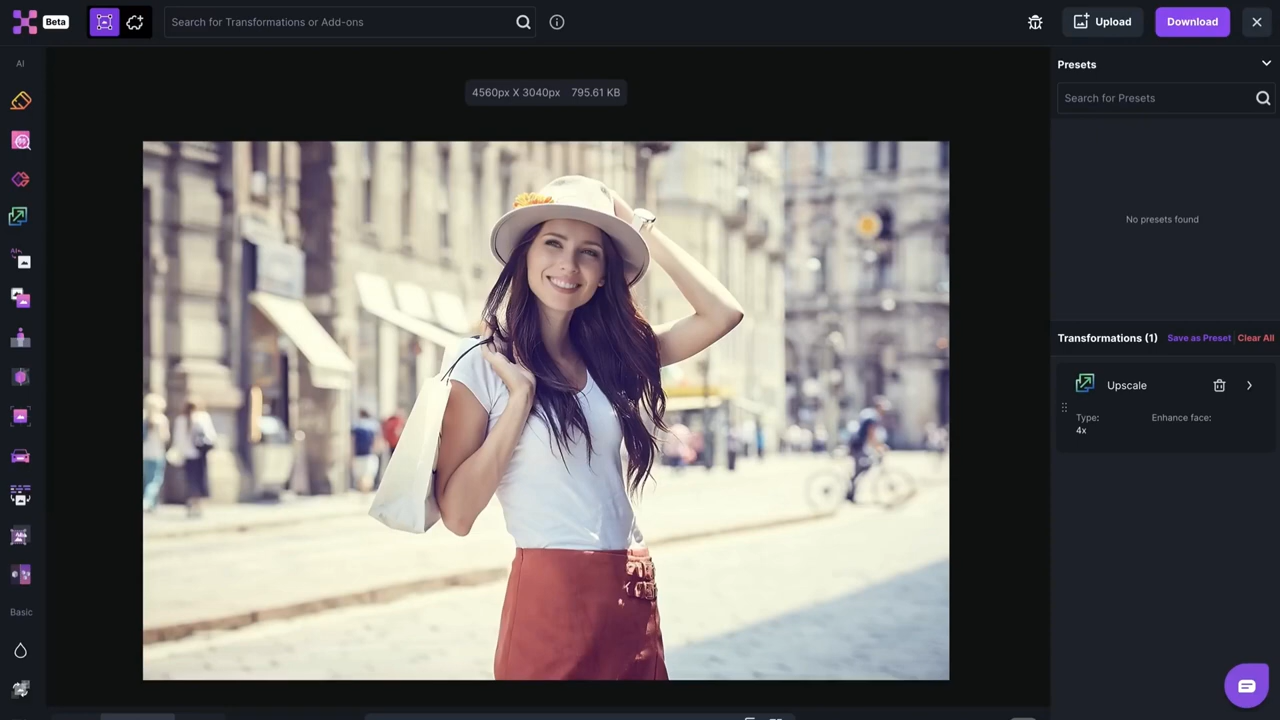 Beta
Search for Transformations or Add-ons
Upload
Download
AI
4560px X 3040px 795.61 KB
Presets
Search for Presets
No presets found
Transformations (1) Save as Preset Clear All
Upscale
Type: Enhance face:
4x
Basic